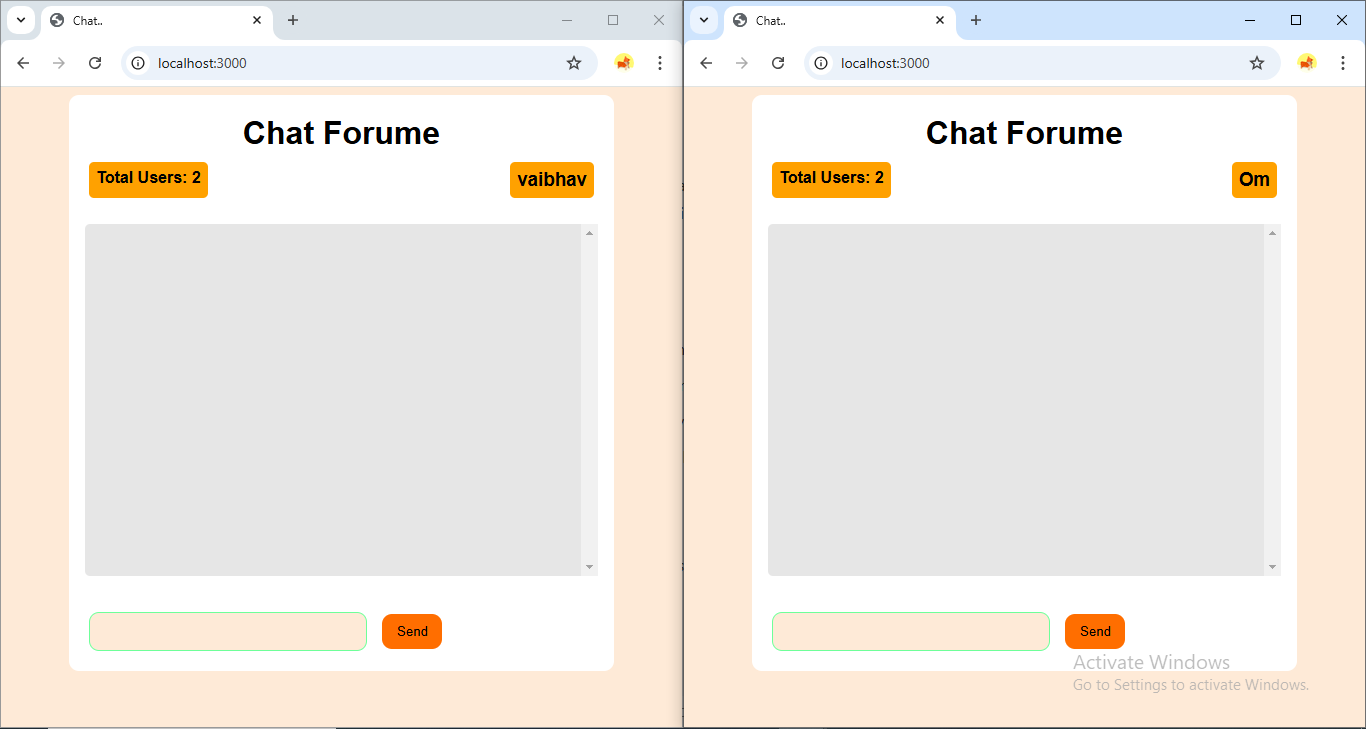 Chat..
localhost:3000
Chat Forume
Total Users: 2
vaibhav
Send
Chat..
localhost:3000
Chat Forume
Total Users: 2
Om
Send
Activate Windows
Go to Settings to activate Windows.